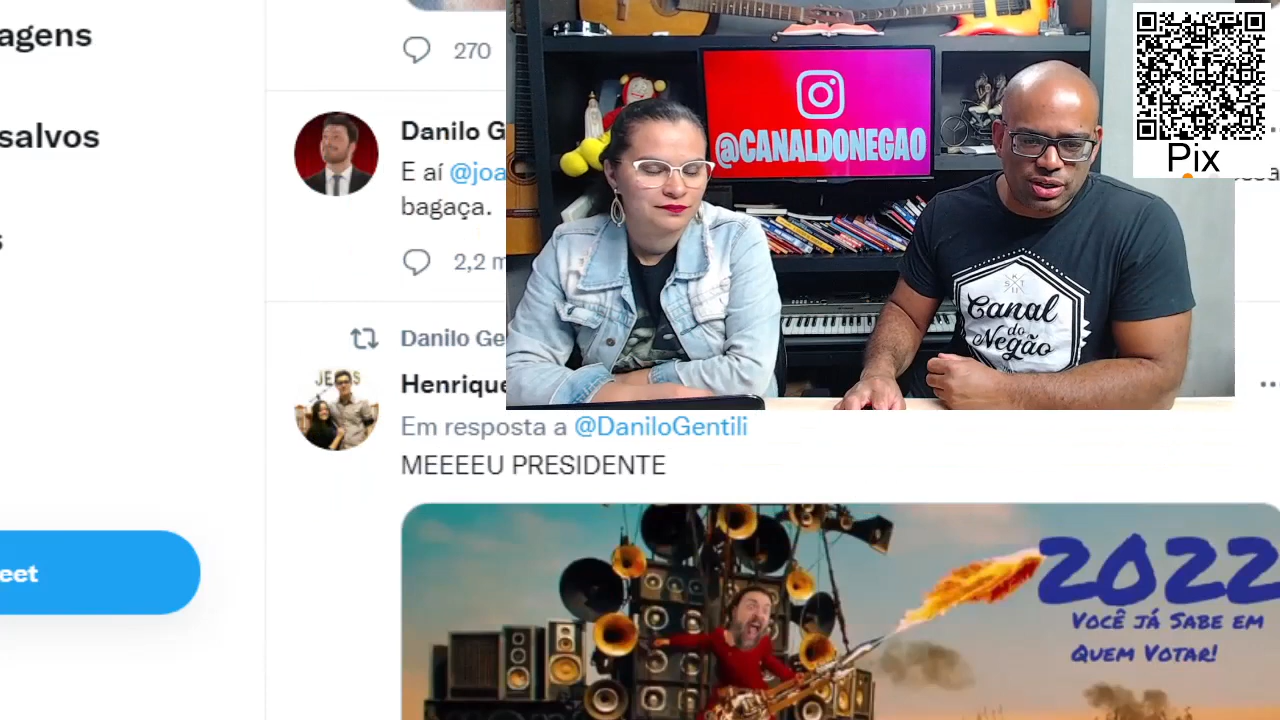 agens
salvos
s
eet
270
Danilo G
E aí @joa
bagaça.
2,2 m
Danilo Ge
Henrique
Em resposta a @DaniloGentili
MEEEEU PRESIDENTE
2022
VOCÊ JÁ SABE EM
QUEM VOTAR!
@CANALDONEGAO
Canal
do
Negão
Pix